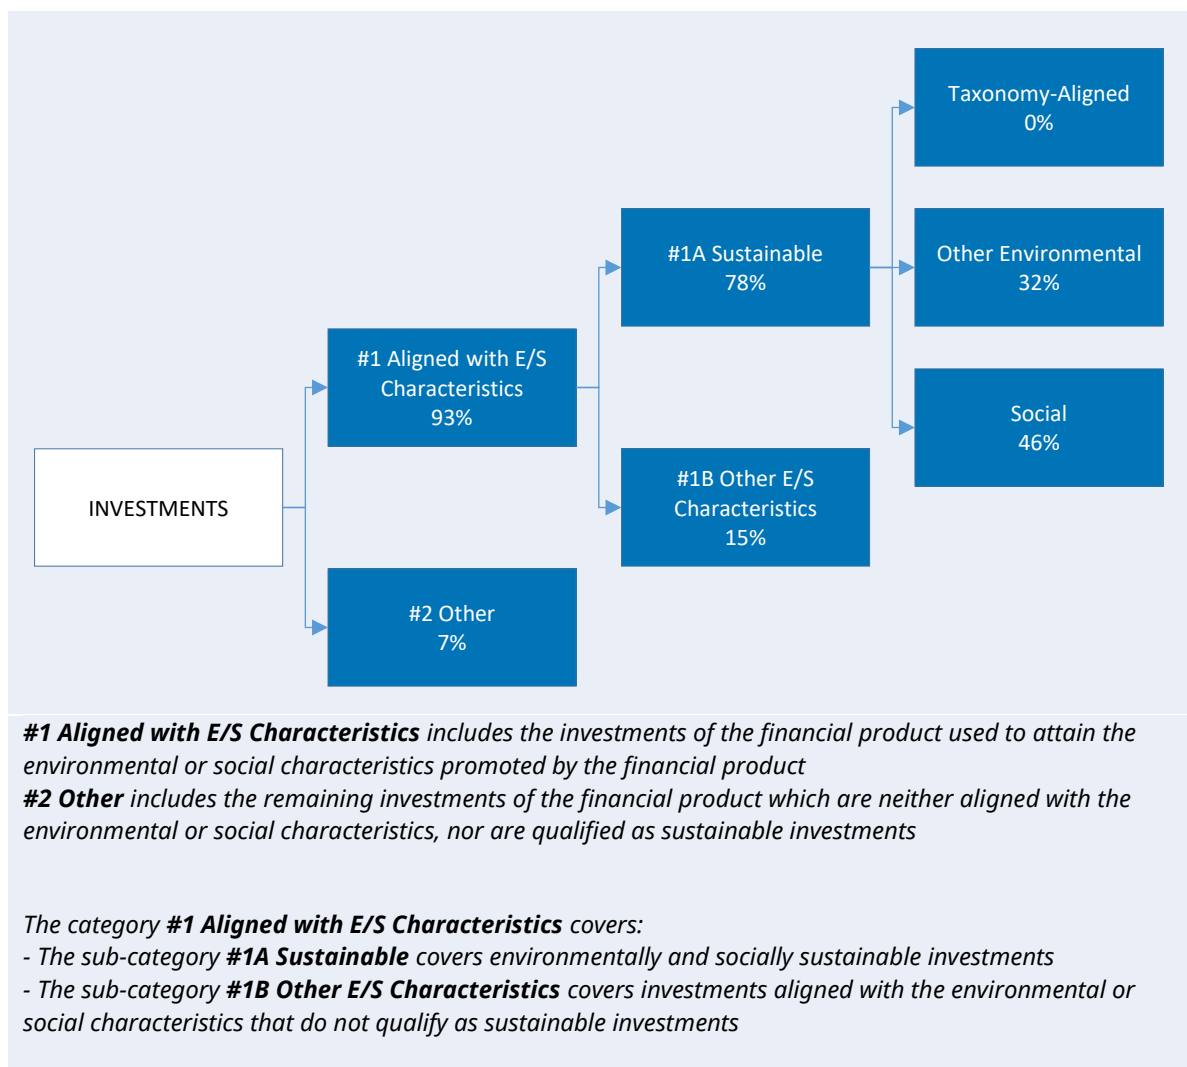 Taxonomy-Aligned
0%
#1A Sustainable
78%
Other Environmental
32%
#1 Aligned with E/S
Characteristics
93%
Social
46%
INVESTMENTS
#1B Other E/S
Characteristics
15%
#2 Other
7%
#1 Aligned with E/S Characteristics includes the investments of the financial product used to attain the
environmental or social characteristics promoted by the financial product
#2 Other includes the remaining investments of the financial product which are neither aligned with the
environmental or social characteristics, nor are qualified as sustainable investments
The category #1 Aligned with E/S Characteristics covers:
- The sub-category #1A Sustainable covers environmentally and socially sustainable investments
- The sub-category #1B Other E/S Characteristics covers investments aligned with the environmental or
social characteristics that do not qualify as sustainable investments